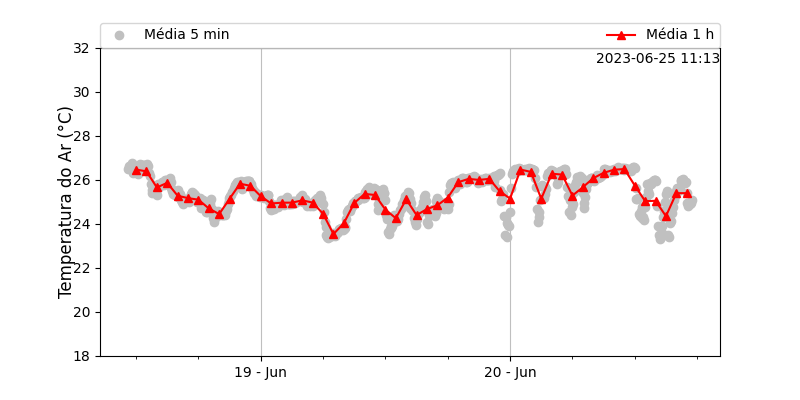 Média 5 min
Média 1 h
2023-06-25 11:13
Temperatura do Ar (°C)
32
30
28
26
24
22
20
18
19 - Jun
20 - Jun